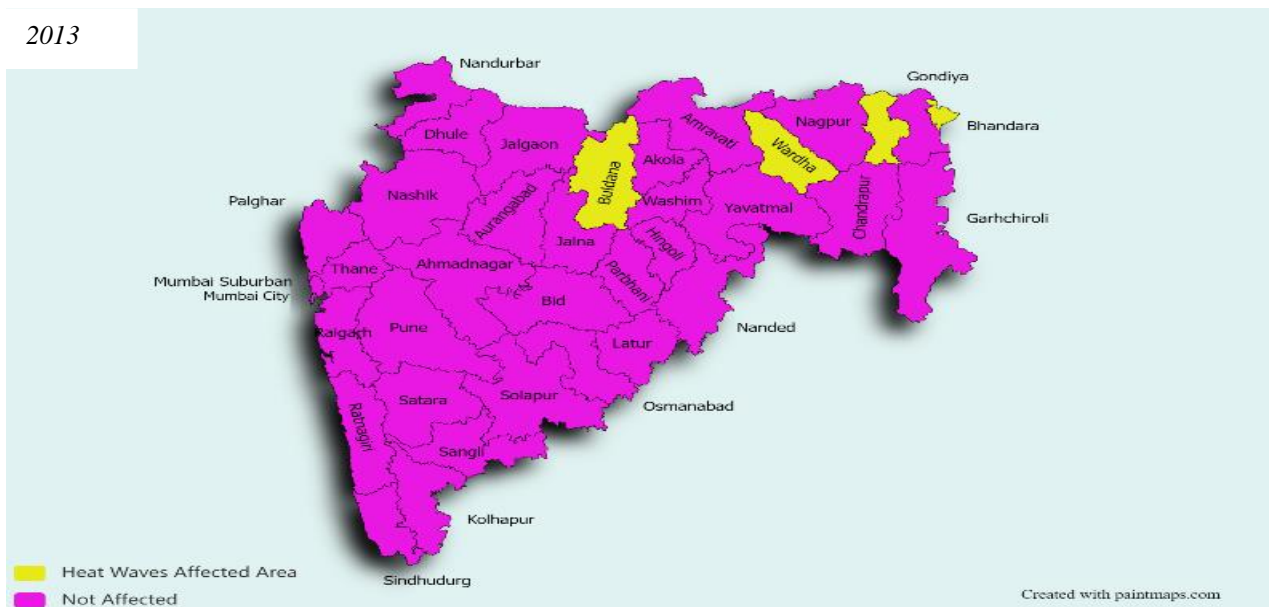 2013
Nandurbar
Gondiya
Dhule
Jalgaon
Buldana
Akola
Amravati
Wardha
Nagpur
Bhandara
Palghar
Nashik
Aurangabad
Jalna
Washim
Yavatmal
Chandrapur
Garhchiroli
Hingoli
Parbhani
Thane
Ahmadnagar
Mumbai Suburban
Mumbai City
Bid
Raigarh
Pune
Latur
Nanded
Ratnagiri
Satara
Solapur
Osmanabad
Sangli
Kolhapur
Sindhudurg
Heat Waves Affected Area
Not Affected
Created with paintmaps.com